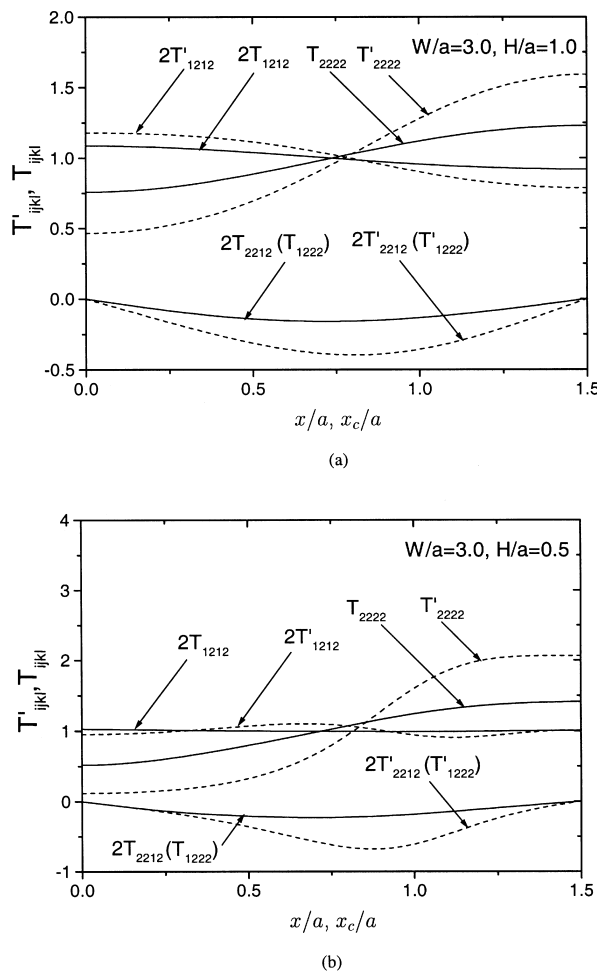 2.0
1.5
1.0
0.5
0.0
-0.5
T'ijkl, Tijkl
W/a=3.0, H/a=1.0
2T'1212
2T1212
T2222
T'2222
2T2212 (T1222)
2T'2212 (T'1222)
0.0
0.5
1.0
1.5
x/a, xc/a
(a)
4
3
2
1
0
-1
T'ijkl, Tijkl
W/a=3.0, H/a=0.5
2T1212
2T'1212
T2222
T'2222
2T'2212 (T'1222)
2T2212 (T1222)
0.0
0.5
1.0
1.5
x/a, xc/a
(b)